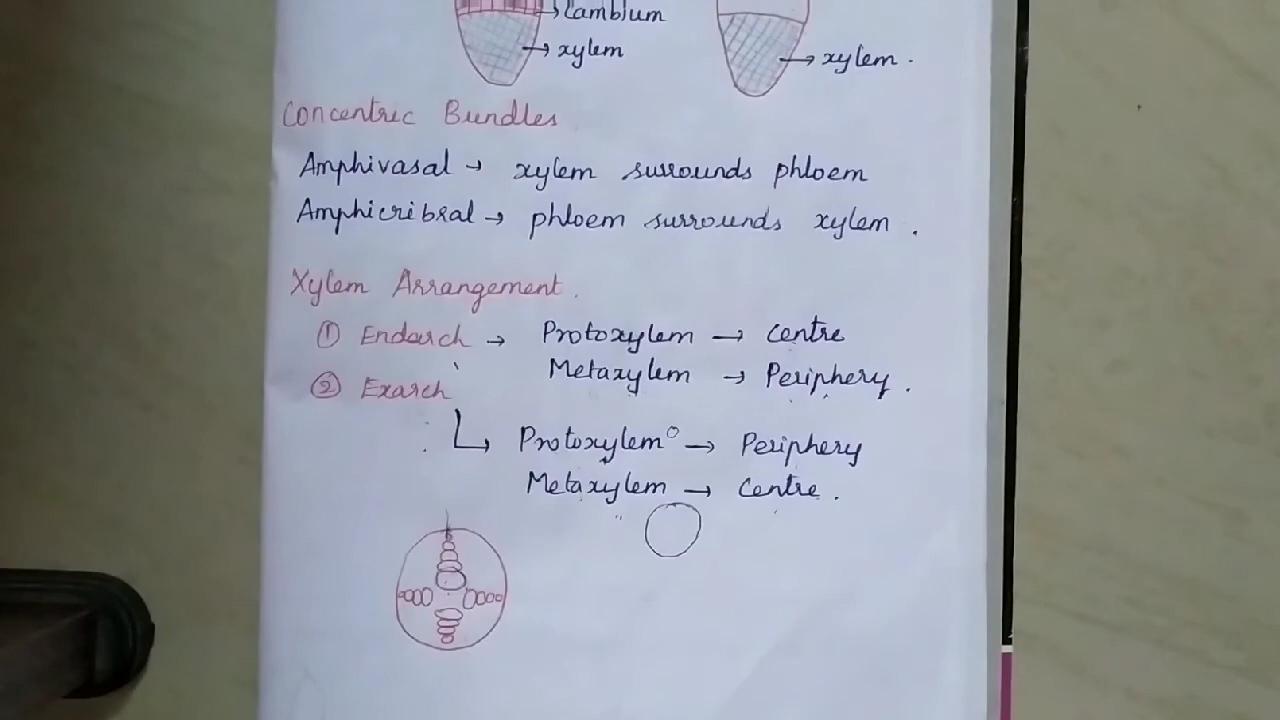 → Cambium
→ xylem
→ xylem.
Concentric Bundles
Amphivasal → xylem surrounds phloem
Amphicribral → phloem surrounds xylem.
Xylem Arrangement.
① Endarch → Protoxylem → Centre
Metaxylem → Periphery.
② Exarch
↳ Protoxylem → Periphery
Metaxylem → Centre.